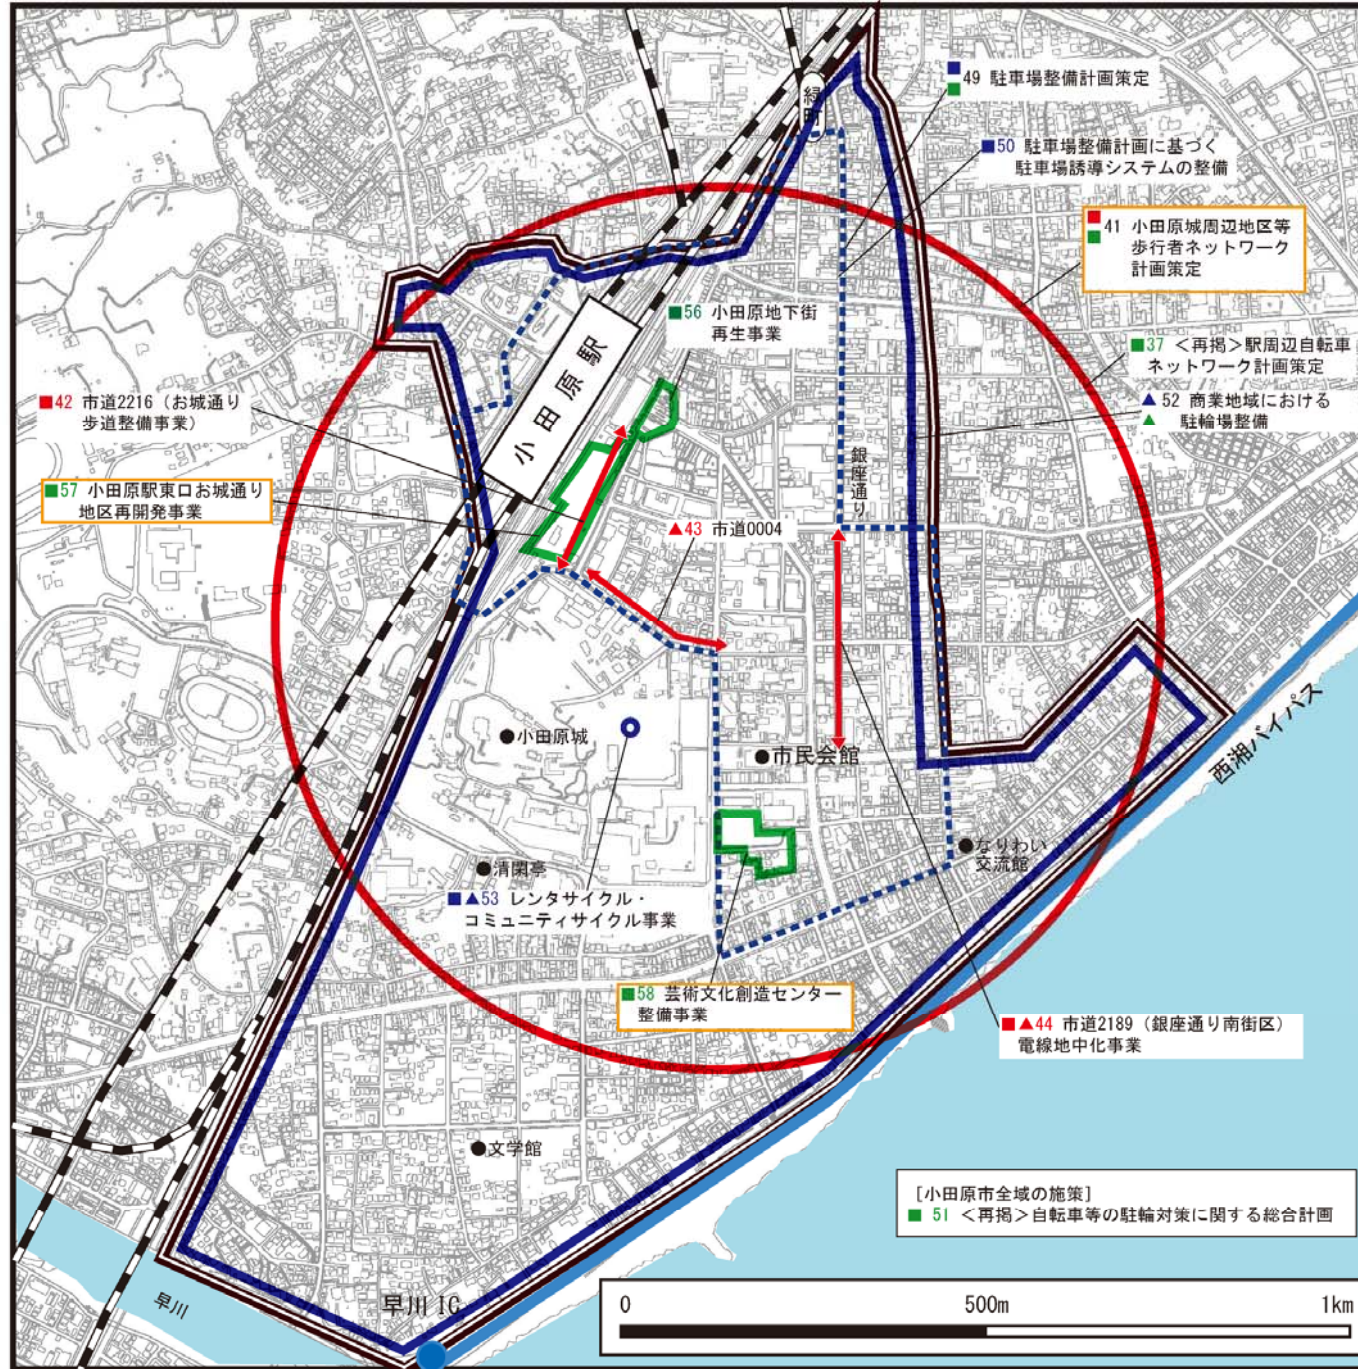 緑町
■49 駐車場整備計画策定
■50 駐車場整備計画に基づく
駐車場誘導システムの整備
■41 小田原城周辺地区等
歩行者ネットワーク
計画策定
■56 小田原地下街
再生事業
■37 <再掲>駅周辺自転車
ネットワーク計画策定
▲52 商業地域における
▲ 駐輪場整備
小田原駅
■42 市道2216（お城通り
歩道整備事業）
銀座通り
■57 小田原駅東口お城通り
地区再開発事業
▲43 市道0004
●小田原城
●市民会館
西湘バイパス
●なりわい
交流館
●清閑亭
■▲53 レンタサイクル・
コミュニティサイクル事業
■58 芸術文化創造センター
整備事業
■▲44 市道2189（銀座通り南街区）
電線地中化事業
●文学館
[小田原市全域の施策]
■ 51 <再掲>自転車等の駐輪対策に関する総合計画
早川
早川 IC
0 500m 1km